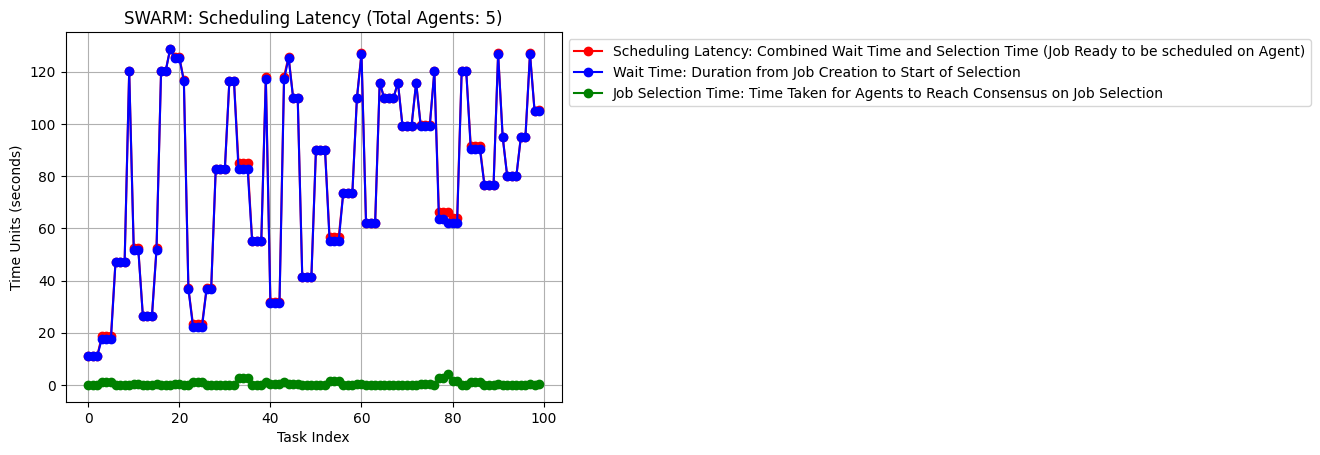 SWARM: Scheduling Latency (Total Agents: 5)
Scheduling Latency: Combined Wait Time and Selection Time (Job Ready to be scheduled on Agent)
Wait Time: Duration from Job Creation to Start of Selection
Job Selection Time: Time Taken for Agents to Reach Consensus on Job Selection
Time Units (seconds)
120
100
80
60
40
20
0
0 20 40 60 80 100
Task Index